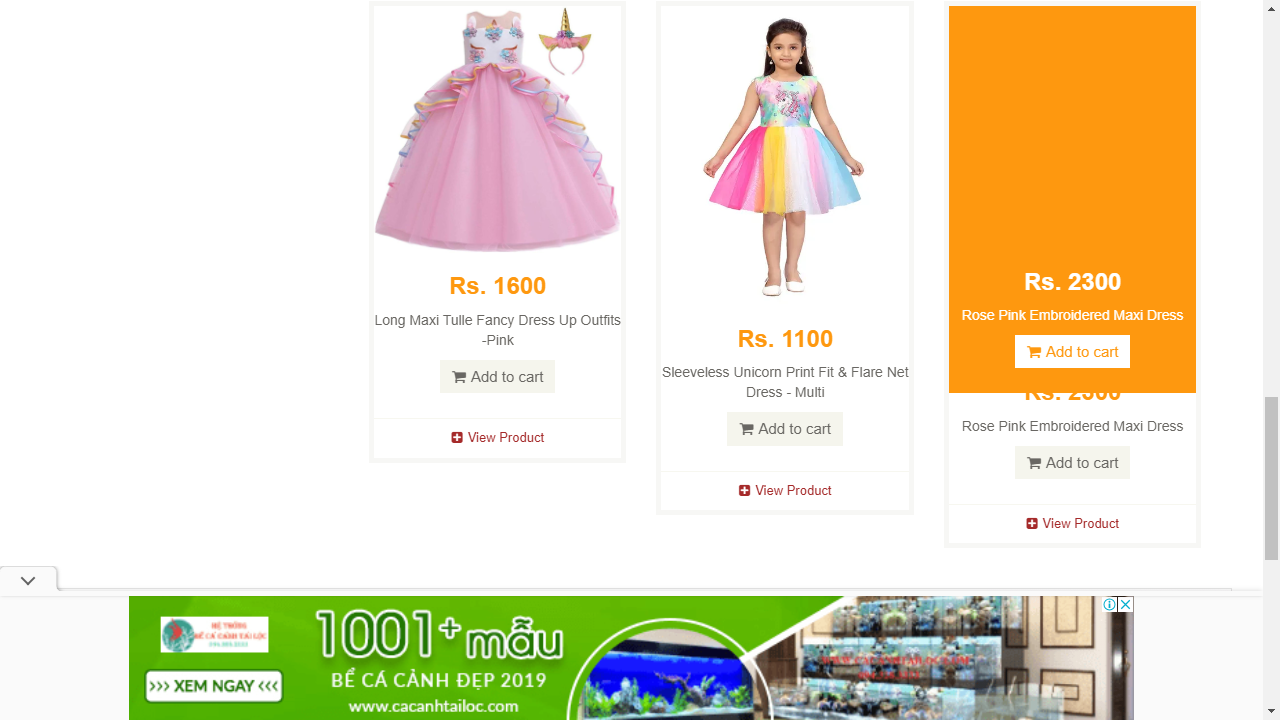 Rs. 1600
Long Maxi Tulle Fancy Dress Up Outfits
-Pink
Add to cart
View Product
Rs. 1100
Sleeveless Unicorn Print Fit & Flare Net
Dress - Multi
Add to cart
View Product
Rs. 2300
Rose Pink Embroidered Maxi Dress
Add to cart
Rs. 2300
Rose Pink Embroidered Maxi Dress
Add to cart
View Product
HỆ THỐNG
BỂ CÁ CẢNH TÀI LỘC
>>> XEM NGAY <<<
1001+ mẫu
BỂ CÁ CẢNH ĐẸP 2019
www.cacanhtailoc.com
WWW.CACANHTAILOC.COM